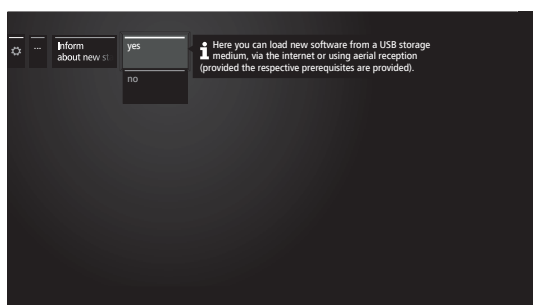 ...
Inform
about new st
yes
no
i Here you can load new software from a USB storage
medium, via the internet or using aerial reception
(provided the respective prerequisites are provided).